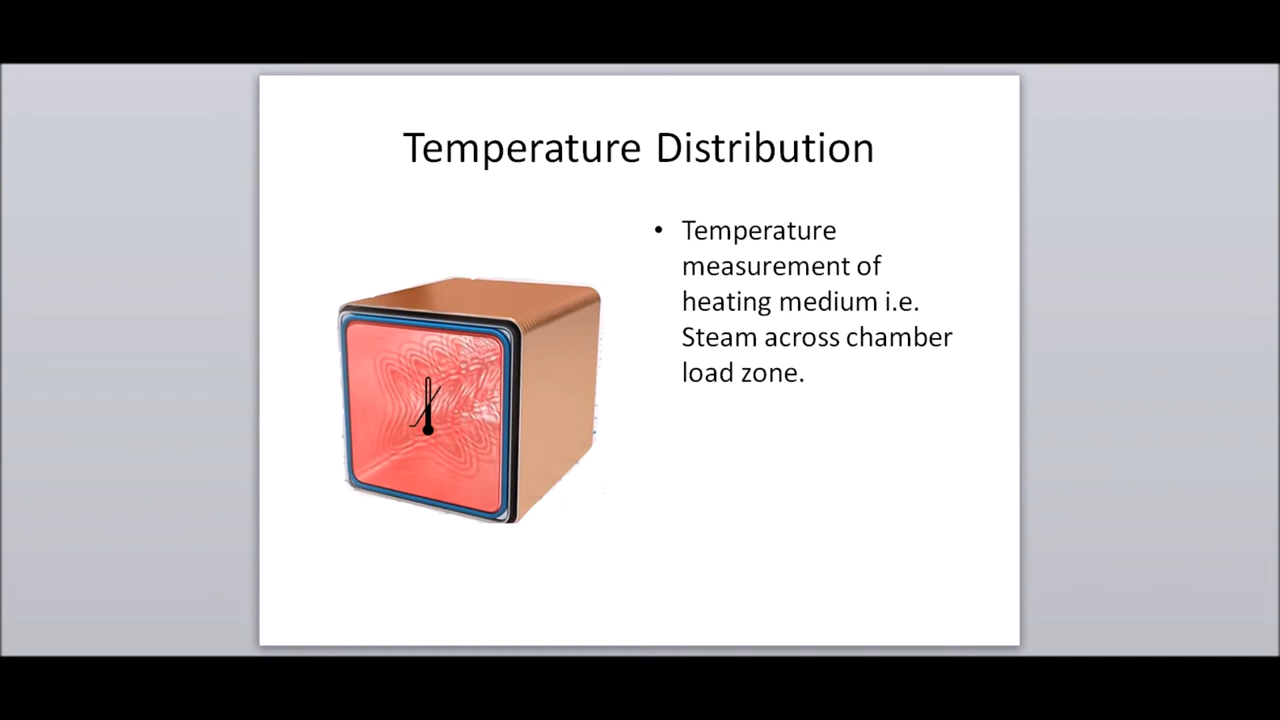 Temperature Distribution
• Temperature
measurement of
heating medium i.e.
Steam across chamber
load zone.